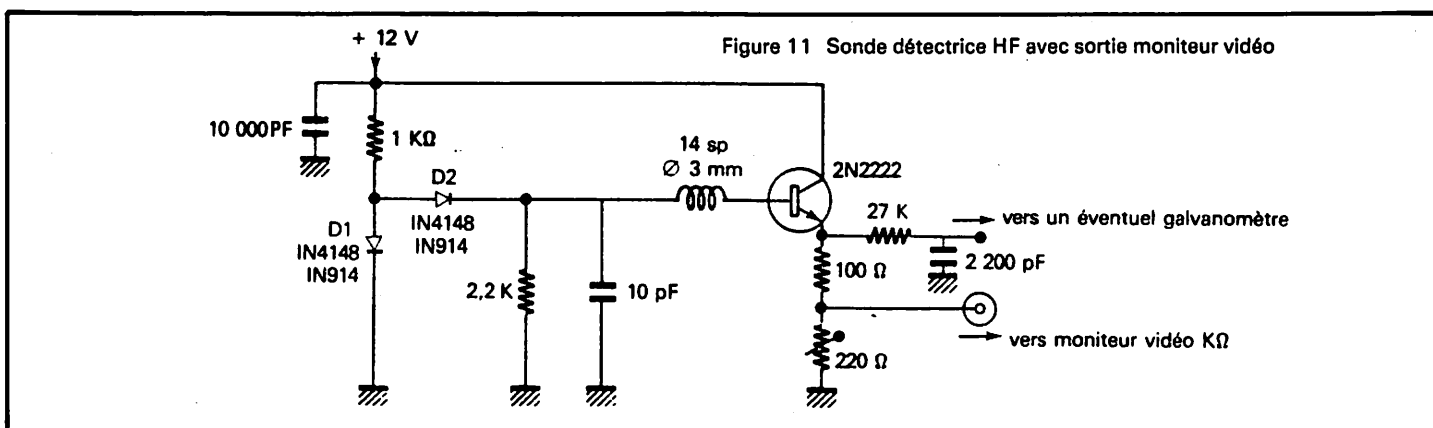 + 12 V
Figure 11 Sonde détectrice HF avec sortie moniteur vidéo
10 000PF
1 KΩ
14 sp
Ø 3 mm
2N2222
D2
IN4148
IN914
27 K
vers un éventuel galvanomètre
D1
IN4148
IN914
2 200 pF
100 Ω
2,2 K
10 pF
vers moniteur vidéo KΩ
220 Ω